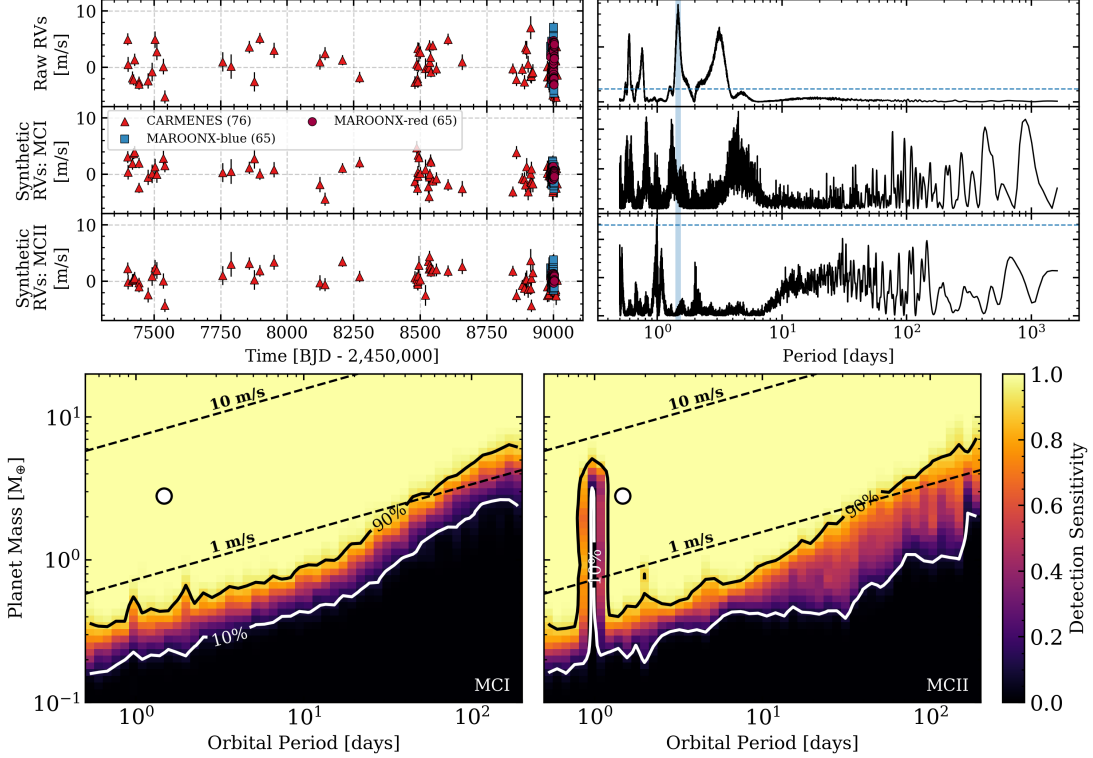 Raw RVs
[m/s]
10
0
Synthetic
RVs: MCI
[m/s]
10
0
CARMENES (76)
MAROONX-red (65)
MAROONX-blue (65)
Synthetic
RVs: MCII
[m/s]
10
0
7500 7750 8000 8250 8500 8750 9000
Time [BJD - 2,450,000]
10⁰ 10¹ 10² 10³
Period [days]
Planet Mass [M⊕]
10¹
10⁰
10⁻¹
10 m/s
1 m/s
90%
10%
MCI
10⁰ 10¹ 10²
Orbital Period [days]
10 m/s
1 m/s
90%
10%
MCII
10⁰ 10¹ 10²
Orbital Period [days]
1.0
0.8
0.6
0.4
0.2
0.0
Detection Sensitivity